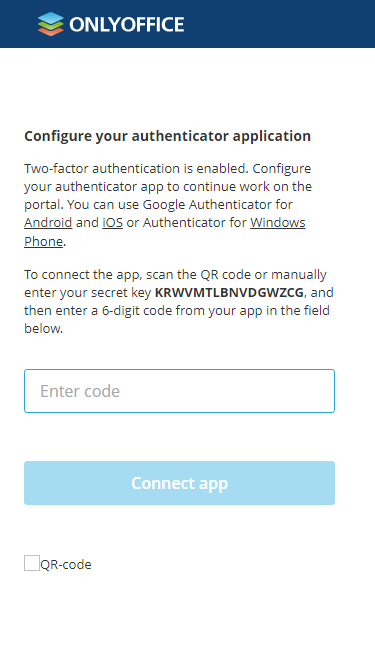 ONLYOFFICE
Configure your authenticator application
Two-factor authentication is enabled. Configure
your authenticator app to continue work on the
portal. You can use Google Authenticator for
Android and iOS or Authenticator for Windows
Phone.
To connect the app, scan the QR code or manually
enter your secret key KRWVMTLBNVDGWZCG, and
then enter a 6-digit code from your app in the field
below.
Enter code
Connect app
QR-code